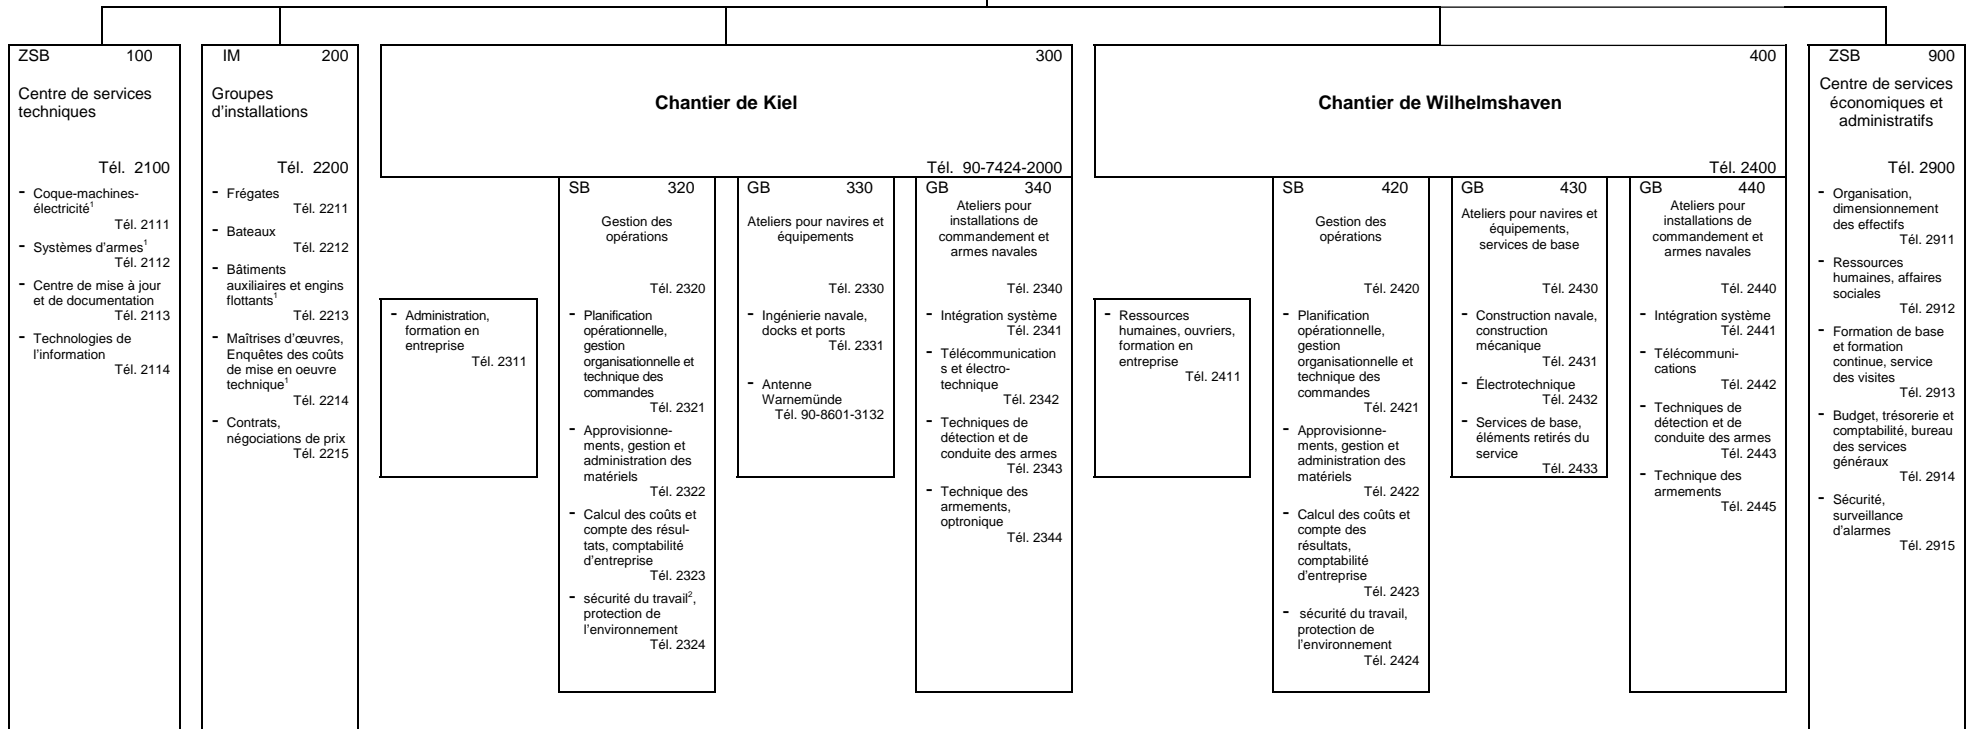 ZSB 100
Centre de services
techniques
Tél. 2100
- Coque-machines-
électricité¹
Tél. 2111
- Systèmes d'armes¹
Tél. 2112
- Centre de mise à jour
et de documentation
Tél. 2113
- Technologies de
l'information
Tél. 2114
IM 200
Groupes
d'installations
Tél. 2200
- Frégates
Tél. 2211
- Bateaux
Tél. 2212
- Bâtiments
auxiliaires et engins
flottants¹
Tél. 2213
- Maîtrises d'œuvres,
Enquêtes des coûts
de mise en oeuvre
technique¹
Tél. 2214
- Contrats,
négociations de prix
Tél. 2215
300
Chantier de Kiel
Tél. 90-7424-2000
- Administration,
formation en
entreprise
Tél. 2311
SB 320
Gestion des
opérations
Tél. 2320
- Planification
opérationnelle,
gestion
organisationnelle et
technique des
commandes
Tél. 2321
- Approvisionne-
ments, gestion et
administration des
matériels
Tél. 2322
- Calcul des coûts et
compte des résul-
tats, comptabilité
d'entreprise
Tél. 2323
- sécurité du travail²,
protection de
l'environnement
Tél. 2324
GB 330
Ateliers pour navires et
équipements
Tél. 2330
- Ingénierie navale,
docks et ports
Tél. 2331
- Antenne
Warnemünde
Tél. 90-8601-3132
GB 340
Ateliers pour
installations de
commandement et
armes navales
Tél. 2340
- Intégration système
Tél. 2341
- Télécommunication
s et électro-
technique
Tél. 2342
- Techniques de
détection et de
conduite des armes
Tél. 2343
- Technique des
armements,
optronique
Tél. 2344
400
Chantier de Wilhelmshaven
Tél. 2400
- Ressources
humaines, ouvriers,
formation en
entreprise
Tél. 2411
SB 420
Gestion des
opérations
Tél. 2420
- Planification
opérationnelle,
gestion
organisationnelle et
technique des
commandes
Tél. 2421
- Approvisionne-
ments, gestion et
administration des
matériels
Tél. 2422
- Calcul des coûts et
compte des
résultats,
comptabilité
d'entreprise
Tél. 2423
- sécurité du travail,
protection de
l'environnement
Tél. 2424
GB 430
Ateliers pour navires et
équipements,
services de base
Tél. 2430
- Construction navale,
construction
mécanique
Tél. 2431
- Électrotechnique
Tél. 2432
- Services de base,
éléments retirés du
service
Tél. 2433
GB 440
Ateliers pour
installations de
commandement et
armes navales
Tél. 2440
- Intégration système
Tél. 2441
- Télécommuni-
cations
Tél. 2442
- Techniques de
détection et de
conduite des armes
Tél. 2443
- Technique des
armements
Tél. 2445
ZSB 900
Centre de services
économiques et
administratifs
Tél. 2900
- Organisation,
dimensionnement
des effectifs
Tél. 2911
- Ressources
humaines, affaires
sociales
Tél. 2912
- Formation de base
et formation
continue, service
des visites
Tél. 2913
- Budget, trésorerie et
comptabilité, bureau
des services
généraux
Tél. 2914
- Sécurité,
surveillance
d'alarmes
Tél. 2915